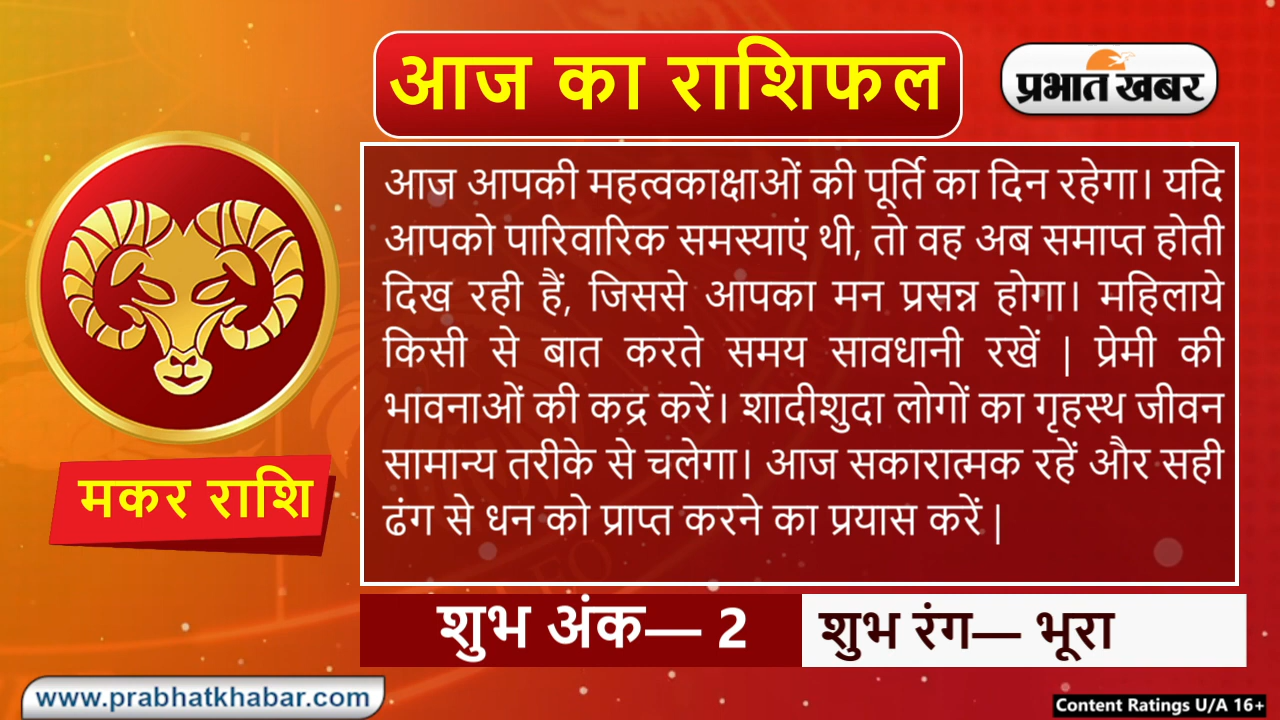 आज का राशिफल
प्रभात खबर
आज आपकी महत्वकाक्षाओं की पूर्ति का दिन रहेगा। यदि
आपको पारिवारिक समस्याएं थी, तो वह अब समाप्त होती
दिख रही हैं, जिससे आपका मन प्रसन्न होगा। महिलाये
किसी से बात करते समय सावधानी रखें |  प्रेमी की
भावनाओं की कद्र करें। शादीशुदा लोगों का गृहस्थ जीवन
सामान्य तरीके से चलेगा। आज सकारात्मक रहें और सही
ढंग से धन को प्राप्त करने का प्रयास करें |
मकर राशि
शुभ अंक— 2
शुभ रंग— भूरा
www.prabhatkhabar.com
Content Ratings U/A 16+